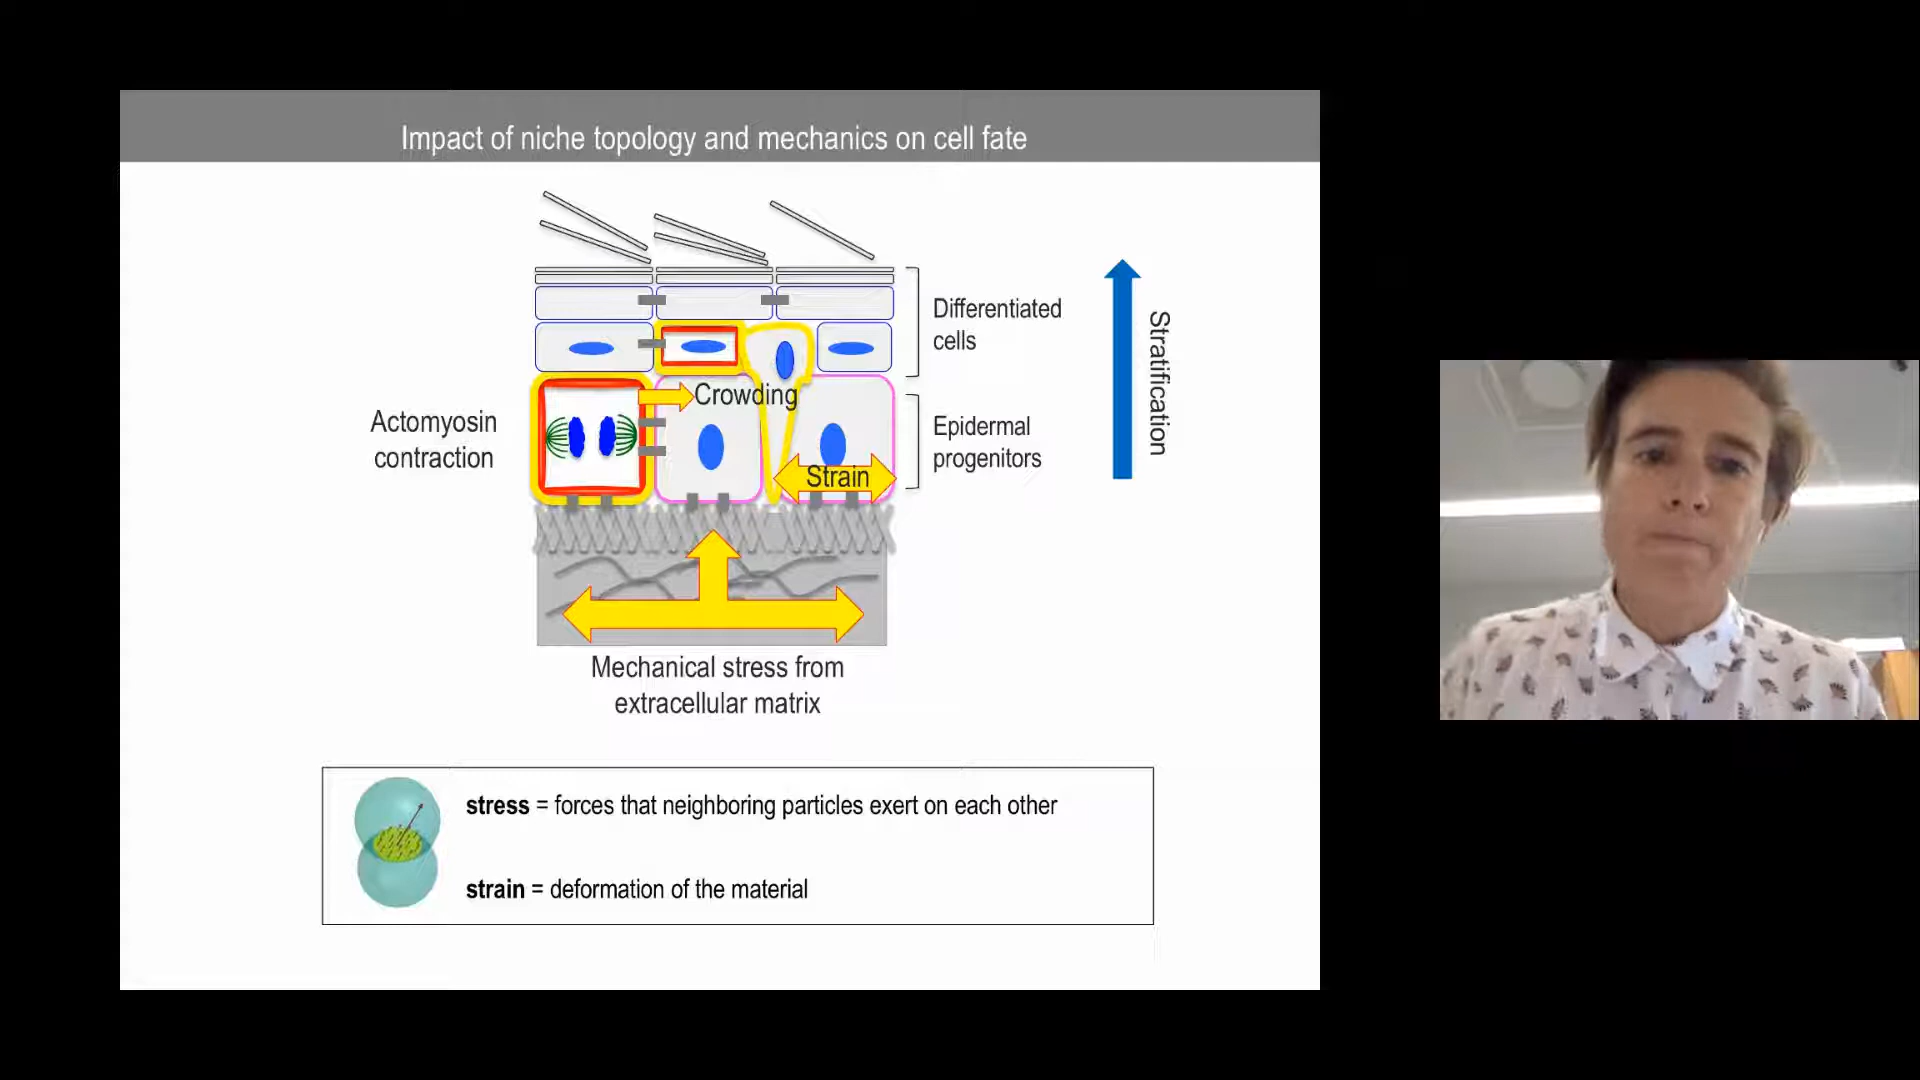 Impact of niche topology and mechanics on cell fate
Differentiated
cells
Stratification
Crowding
Actomyosin
contraction
Epidermal
progenitors
Strain
Mechanical stress from
extracellular matrix
stress = forces that neighboring particles exert on each other
strain = deformation of the material